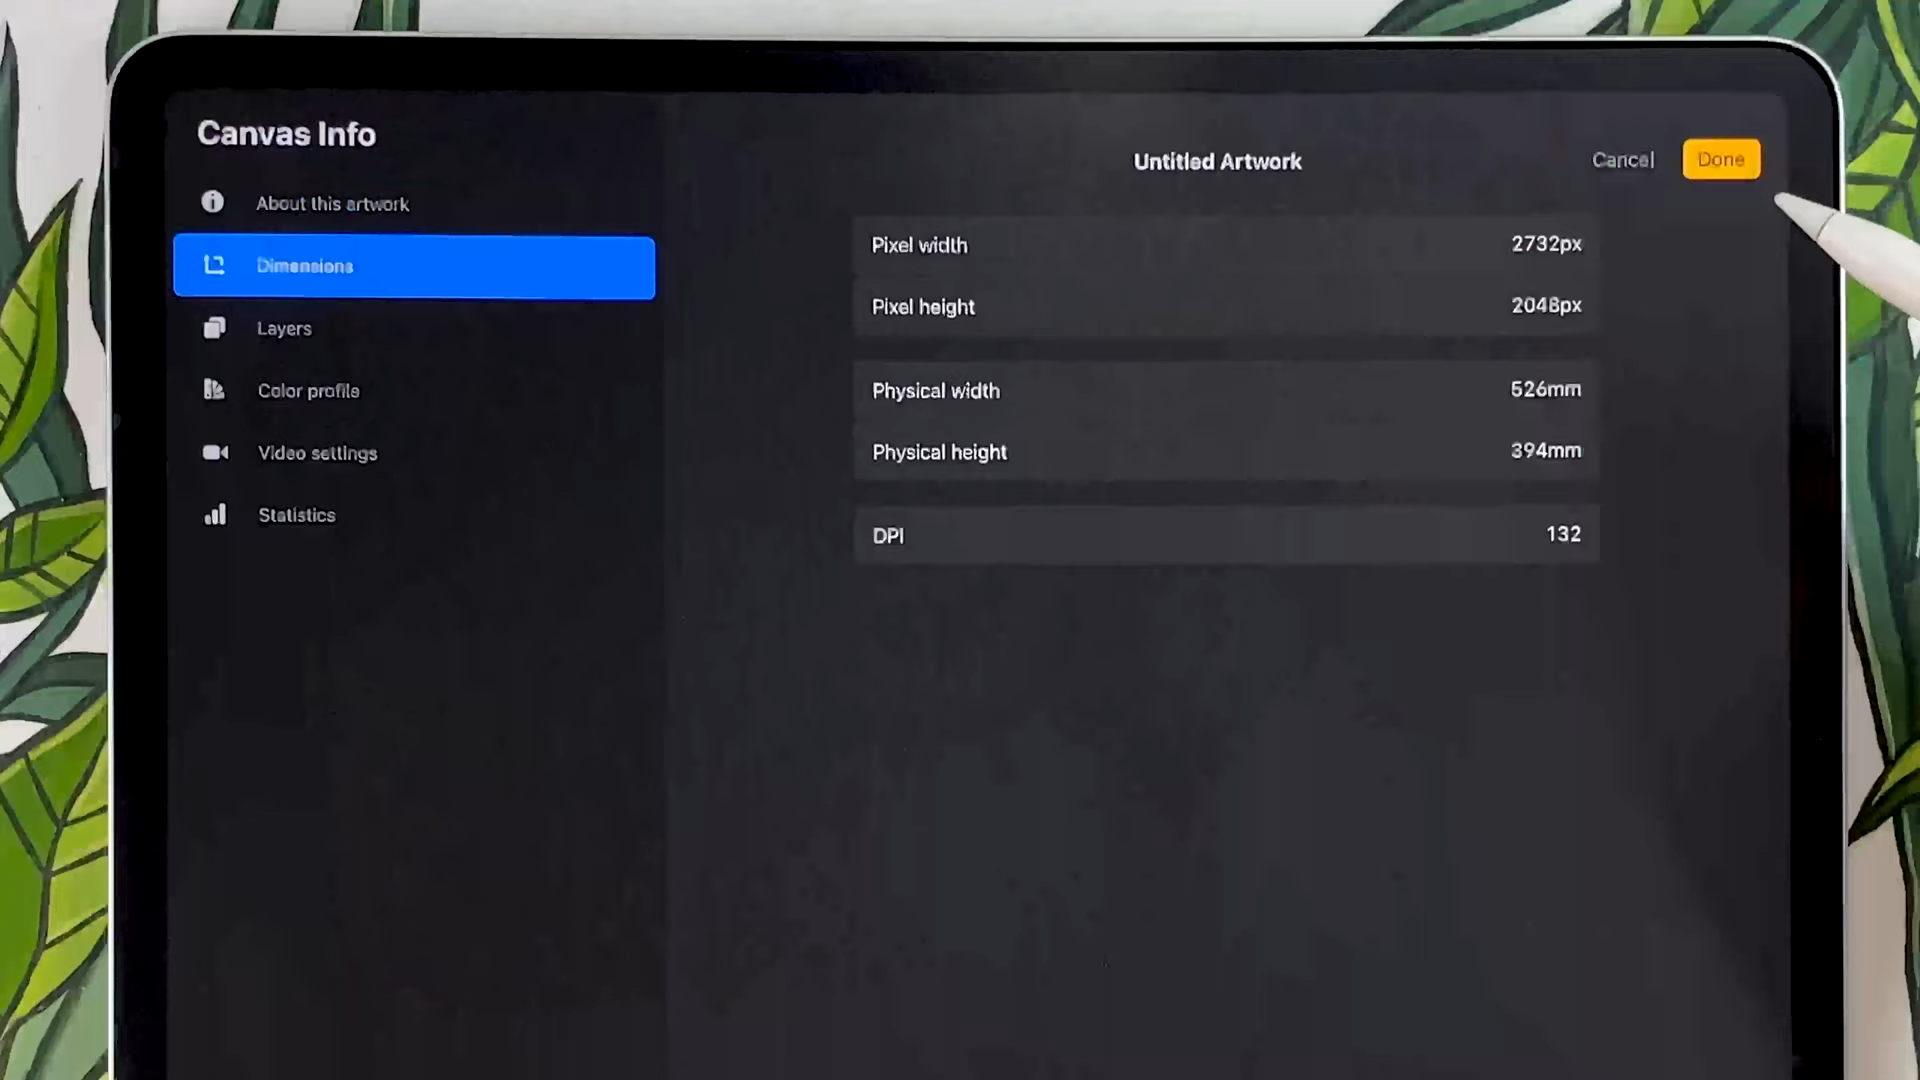 Canvas Info
About this artwork
Dimensions
Layers
Color profile
Video settings
Statistics
Untitled Artwork
Cancel
Done
Pixel width 2732px
Pixel height 2048px
Physical width 526mm
Physical height 394mm
DPI 132